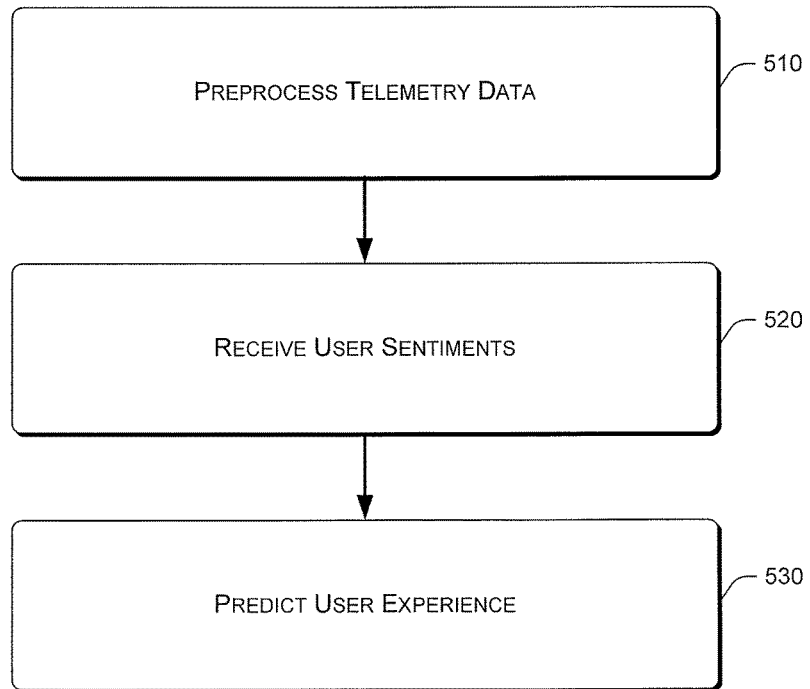 PREPROCESS TELEMETRY DATA
510
RECEIVE USER SENTIMENTS
520
PREDICT USER EXPERIENCE
530